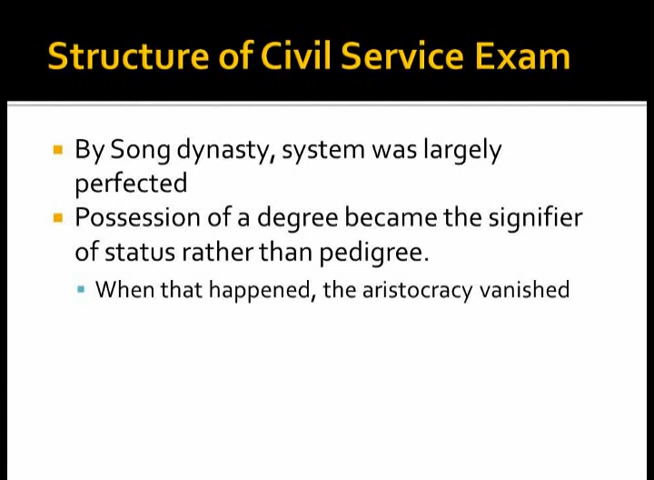 Structure of Civil Service Exam
By Song dynasty, system was largely
perfected
Possession of a degree became the signifier
of status rather than pedigree.
When that happened, the aristocracy vanished